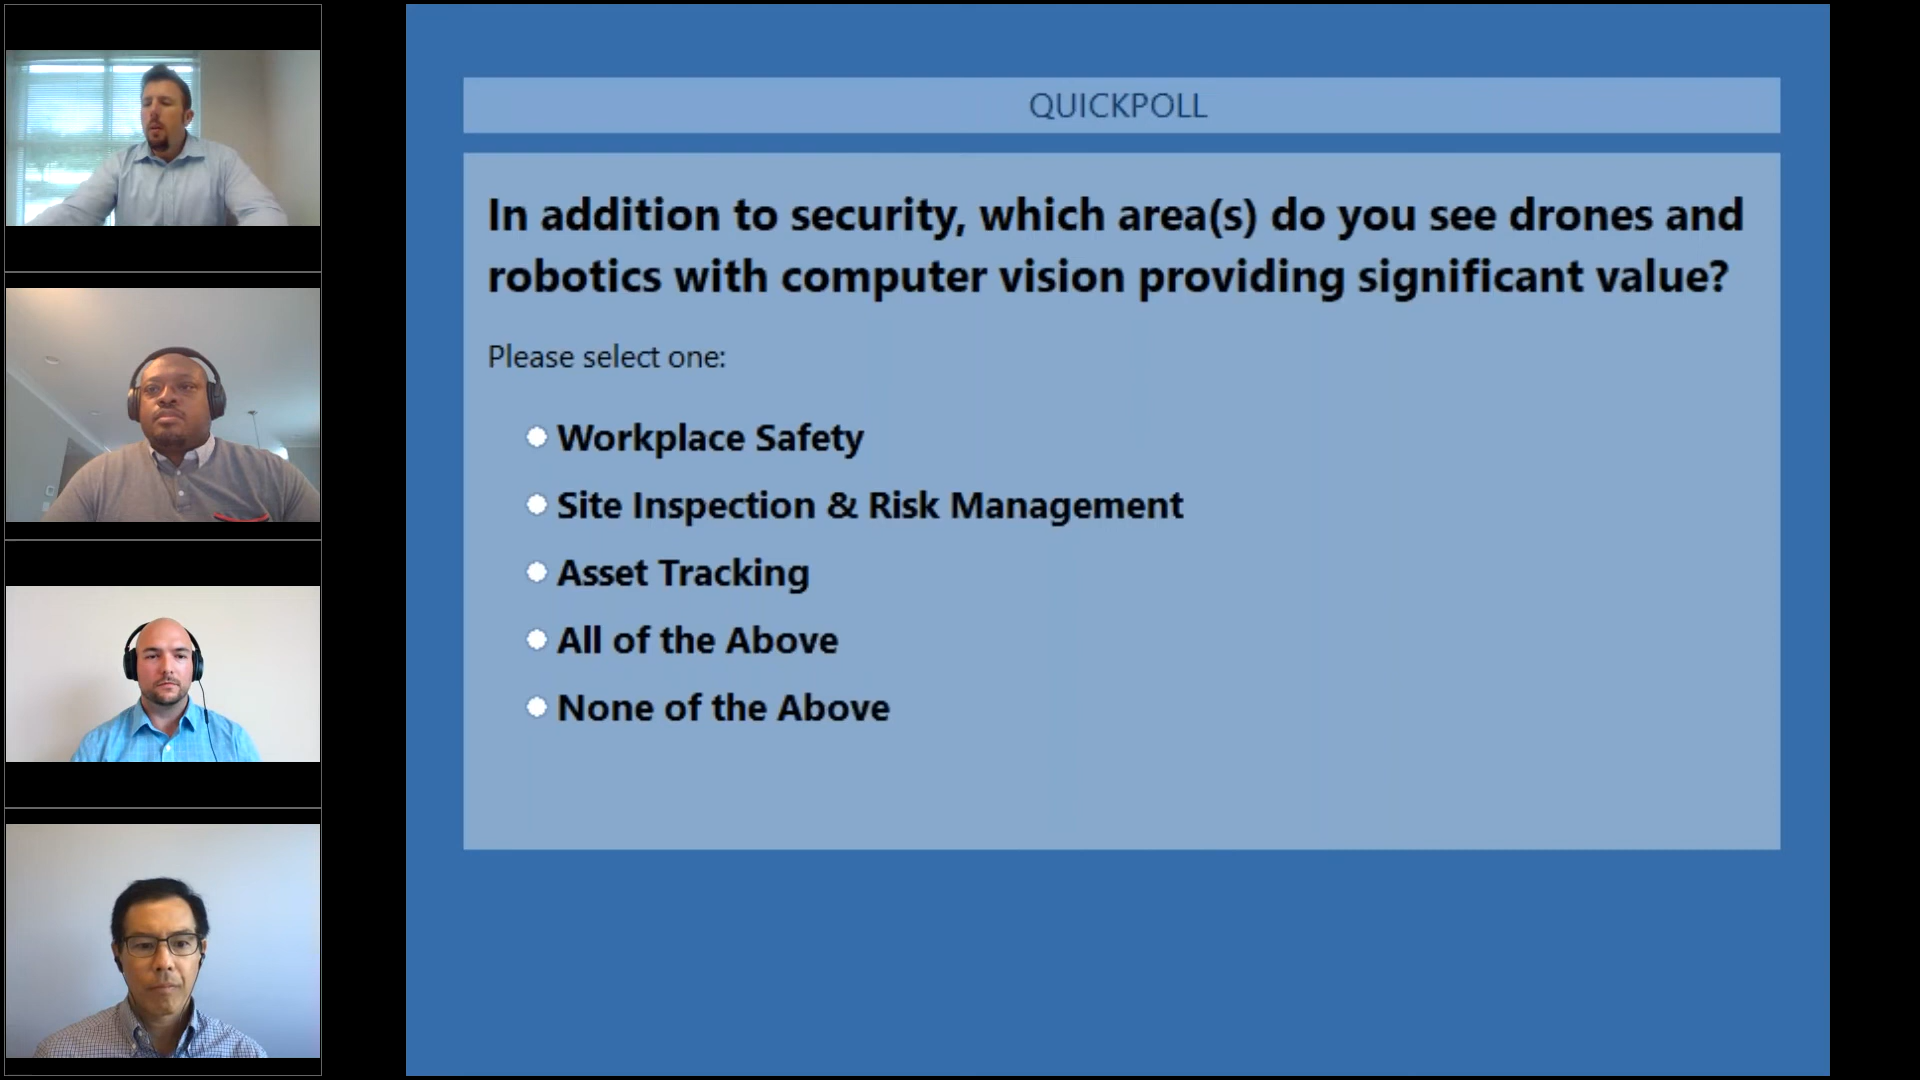 QUICKPOLL
In addition to security, which area(s) do you see drones and
robotics with computer vision providing significant value?
Please select one:
Workplace Safety
Site Inspection & Risk Management
Asset Tracking
All of the Above
None of the Above